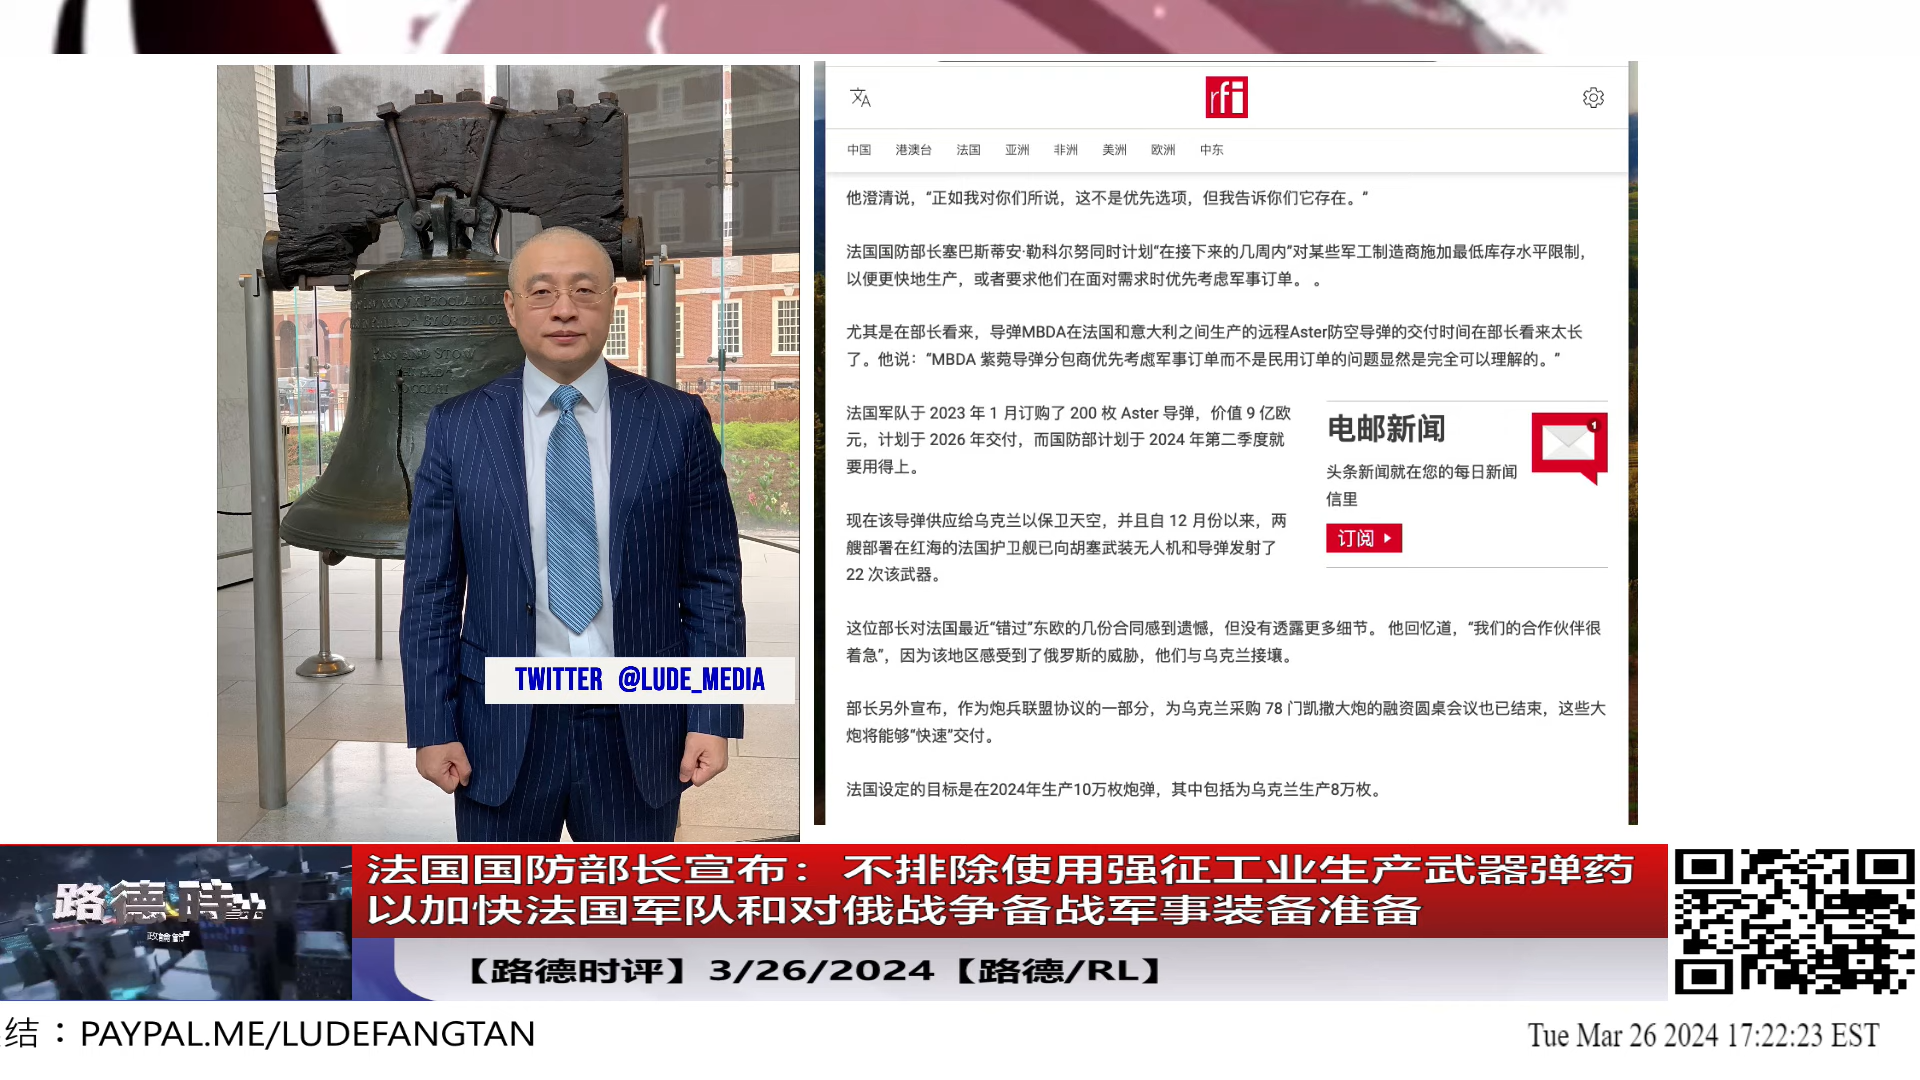 rfi
中国 港澳台 法国 亚洲 非洲 美洲 欧洲 中东
他澄清说，“正如我对你们所说，这不是优先选项，但我告诉你们它存在。”
法国国防部长塞巴斯蒂安·勒科尔努同时计划“在接下来的几周内”对某些军工制造商施加最低库存水平限制，
以便更快地生产，或者要求他们在面对需求时优先考虑军事订单。 。
尤其是在部长看来，导弹MBDA在法国和意大利之间生产的远程Aster防空导弹的交付时间在部长看来太长
了。他说：“MBDA 紫菀导弹分包商优先考虑军事订单而不是民用订单的问题显然是完全可以理解的。”
法国军队于 2023 年 1 月订购了 200 枚 Aster 导弹，价值 9 亿欧
元，计划于 2026 年交付，而国防部计划于 2024 年第二季度就
要用得上。
电邮新闻
1
头条新闻就在您的每日新闻
信里
订阅
现在该导弹供应给乌克兰以保卫天空，并且自 12 月份以来，两
艘部署在红海的法国护卫舰已向胡塞武装无人机和导弹发射了
22 次该武器。
这位部长对法国最近“错过”东欧的几份合同感到遗憾，但没有透露更多细节。 他回忆道，“我们的合作伙伴很
着急”，因为该地区感受到了俄罗斯的威胁，他们与乌克兰接壤。
部长另外宣布，作为炮兵联盟协议的一部分，为乌克兰采购 78 门凯撒大炮的融资圆桌会议也已结束，这些大
炮将能够“快速”交付。
法国设定的目标是在2024年生产10万枚炮弹，其中包括为乌克兰生产8万枚。
PASS AND STOW
TWITTER @LUDE_MEDIA
路德時
法国国防部长宣布：不排除使用强征工业生产武器弹药
以加快法国军队和对俄战争备战军事装备准备
【路德时评】3/26/2024【路德/RL】
结：PAYPAL.ME/LUDEFANGTAN
Tue Mar 26 2024 17:22:23 EST